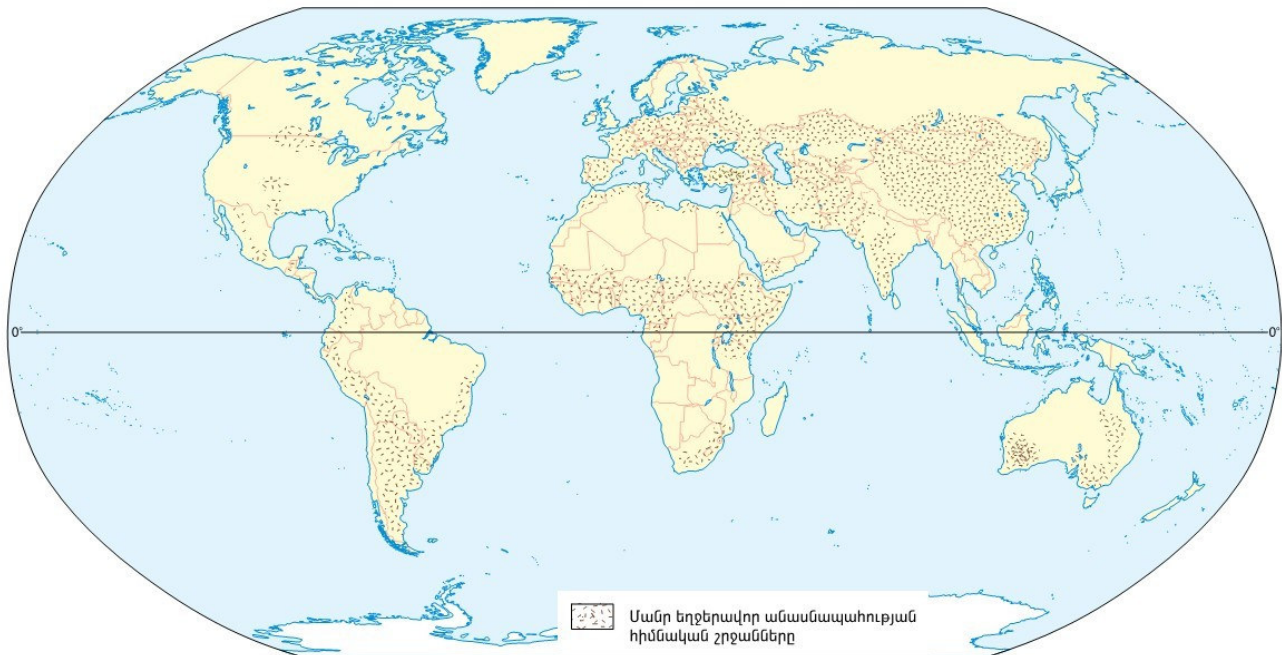 0° 0°
Մանր եղջերավոր անասնապահության
հիմնական շրջանները